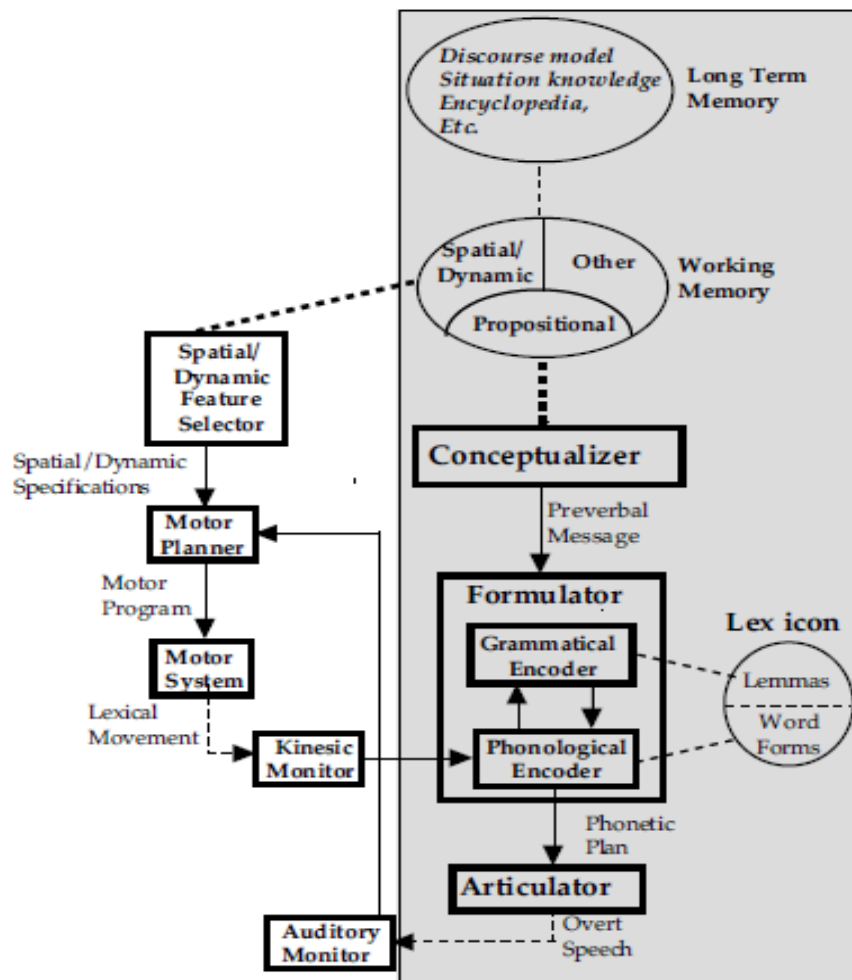 Discourse model
Situation knowledge
Encyclopedia,
Etc.
Long Term
Memory
Spatial/
Dynamic
Other
Propositional
Working
Memory
Spatial/
Dynamic
Feature
Selector
Spatial/Dynamic
Specifications
Motor
Planner
Motor
Program
Motor
System
Lexical
Movement
Kinesic
Monitor
Auditory
Monitor
Conceptualizer
Preverbal
Message
Formulator
Grammatical
Encoder
Phonological
Encoder
Lex icon
Lemmas
Word
Forms
Phonetic
Plan
Articulator
Overt
Speech